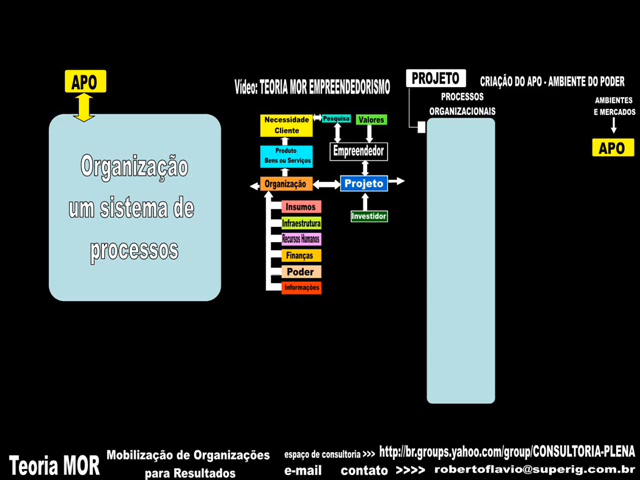 APO
Organização
um sistema de
processos
Vídeo: TEORIA MOR EMPREENDEDORISMO
Necessidade
Cliente
Pesquisa
Valores
Produto
Bens ou Serviços
Empreendedor
Organização
Projeto
Investidor
Insumos
Infraestrutura
Recursos Humanos
Finanças
Poder
Informações
PROJETO
CRIAÇÃO DO APO - AMBIENTE DO PODER
PROCESSOS
ORGANIZACIONAIS
AMBIENTES
E MERCADOS
APO
Teoria MOR
Mobilização de Organizações
para Resultados
espaço de consultoria >>> http://br.groups.yahoo.com/group/CONSULTORIA-PLENA
e-mail contato >>>> robertoflavio@superig.com.br